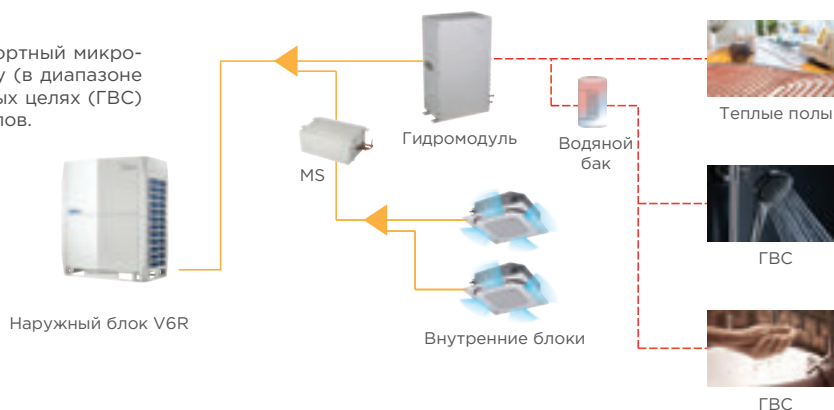 ортный микро-
у (в диапазоне
ых целях (ГВС)
лов.
Гидромодуль
Водяной
бак
Теплые полы
MS
ГВС
Наружный блок V6R
Внутренние блоки
ГВС